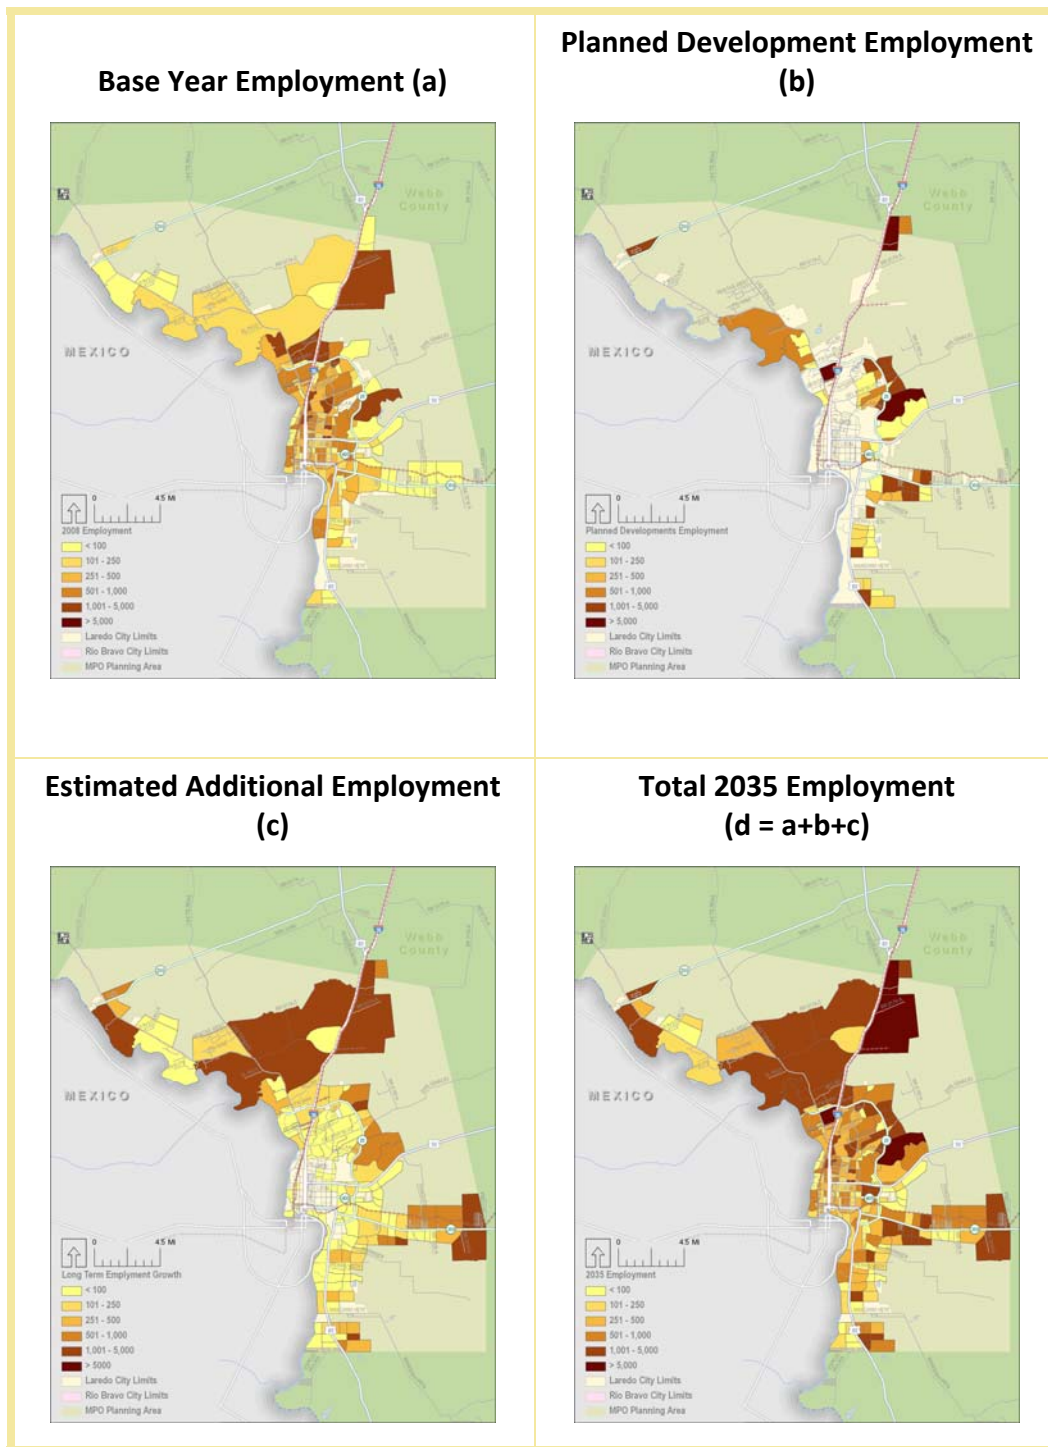 Base Year Employment (a)
Webb
County
MEXICO
0 4.5 Mi
2008 Employment
< 100
101 - 250
251 - 500
501 - 1,000
1,001 - 5,000
> 5,000
Laredo City Limits
Rio Bravo City Limits
MPO Planning Area
Planned Development Employment
(b)
Webb
County
MEXICO
0 4.5 Mi
Planned Developments Employment
< 100
101 - 250
251 - 500
501 - 1,000
1,001 - 5,000
> 5,000
Laredo City Limits
Rio Bravo City Limits
MPO Planning Area
Estimated Additional Employment
(c)
Webb
County
MEXICO
0 4.5 Mi
Long Term Emplyment Growth
< 100
101 - 250
251 - 500
501 - 1,000
1,001 - 5,000
> 5000
Laredo City Limits
Rio Bravo City Limits
MPO Planning Area
Total 2035 Employment
(d = a+b+c)
Webb
County
MEXICO
0 4.5 Mi
2035 Employment
< 100
101 - 250
251 - 500
501 - 1,000
1,001 - 5,000
> 5,000
Laredo City Limits
Rio Bravo City Limits
MPO Planning Area